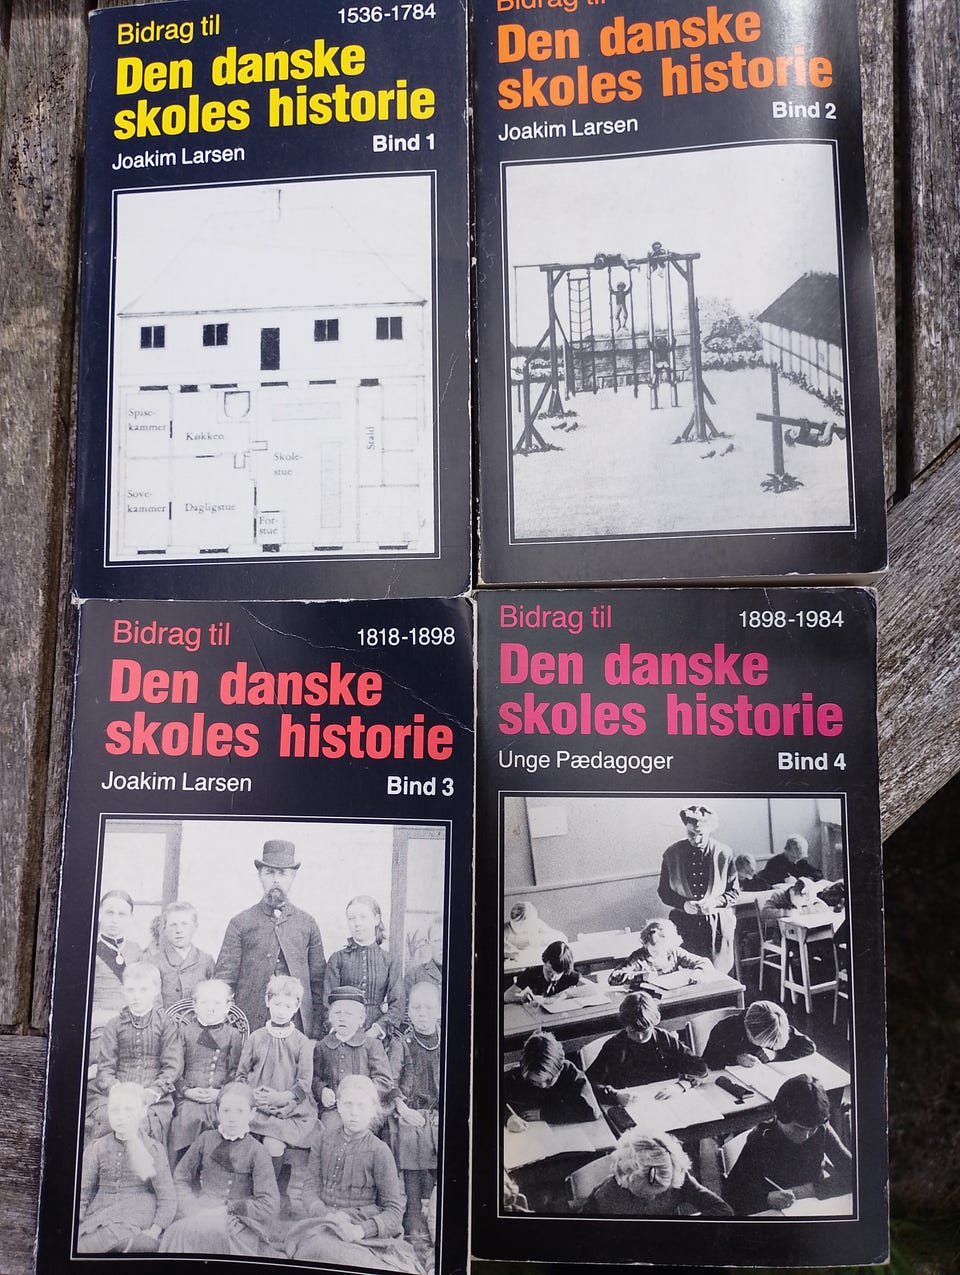 Bidrag til
1536-1784
Den danske
skoles historie
Joakim Larsen
Bind 1
Spise-
kammer
Køkken
Skole-
stue
Stald
Sove-
kammer
Dagligstue
For-
stue
Bidrag til
Den danske
skoles historie
Joakim Larsen
Bind 2
Bidrag til
1818-1898
Den danske
skoles historie
Joakim Larsen
Bind 3
Bidrag til
1898-1984
Den danske
skoles historie
Unge Pædagoger
Bind 4